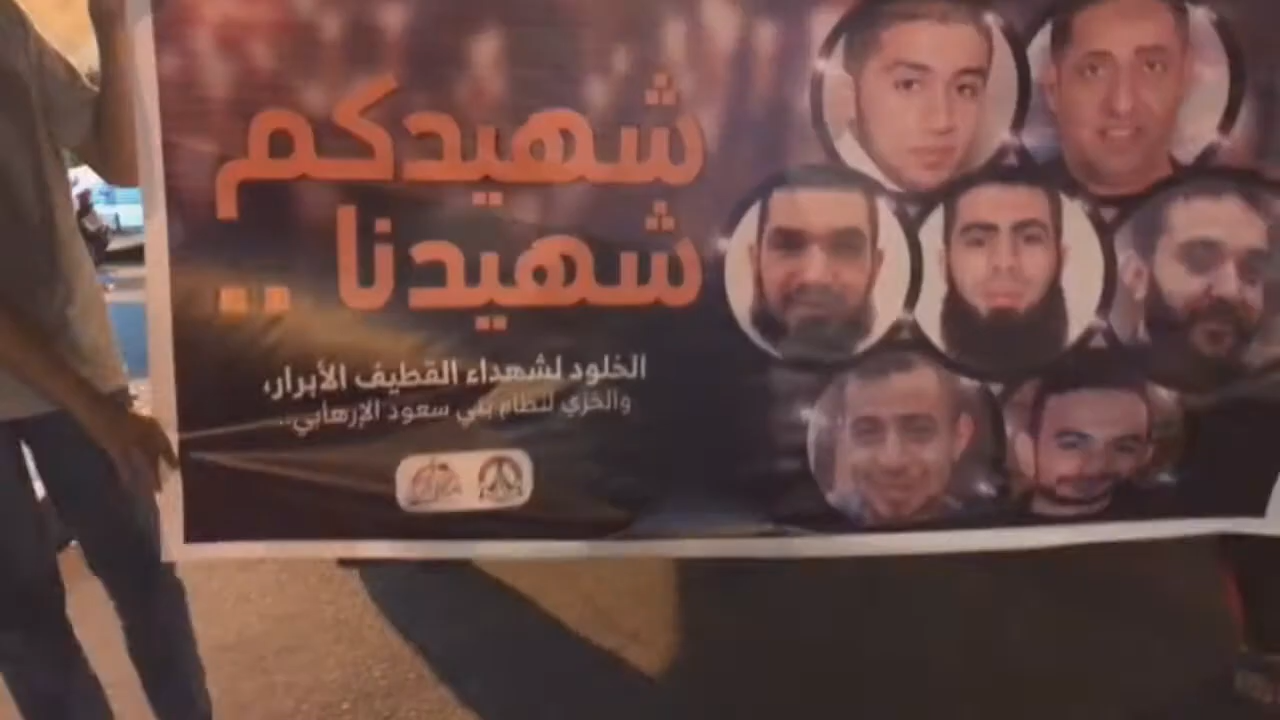 شهيدكم
شهيدنا ..
الخلود لشهداء القطيف الأبرار،
والخزي لنظام بني سعود الإرهابي..